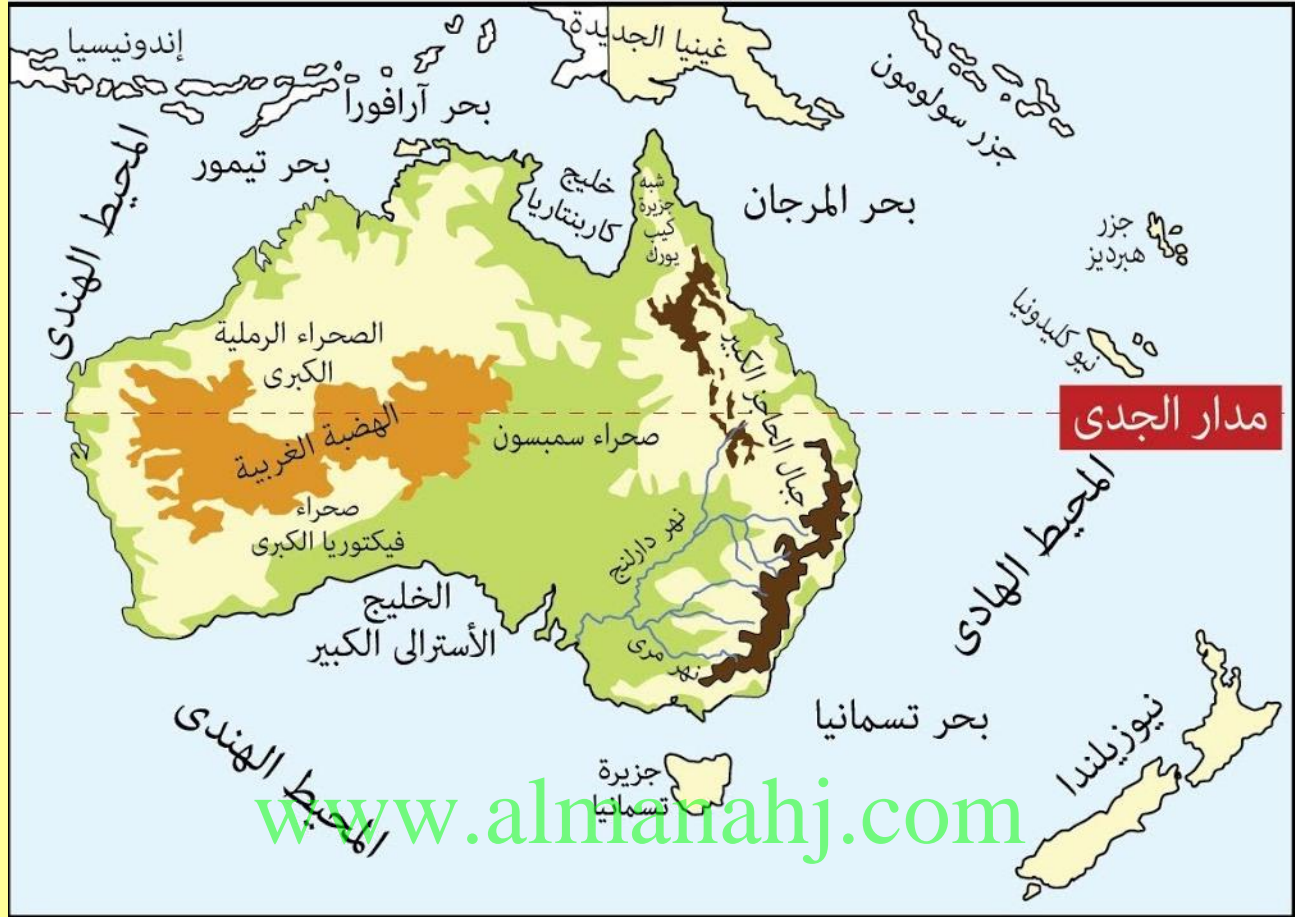 إندونيسيا
غينيا الجديدة
بحر آرافورا
جزر سولومون
المحيط الهندى
بحر تيمور
خليج
كاربنتاريا
شبه
جزيرة
كيب
يورك
بحر المرجان
جزر
هبرديز
نيو كليدونيا
الصحراء الرملية
الكبرى
جبال الحاجز الكبير
مدار الجدى
الهضبة الغربية
صحراء سمبسون
صحراء
فيكتوريا الكبرى
نهر دارلنج
المحيط الهادى
الخليج
الأسترالى الكبير
نهر مرى
بحر تسمانيا
نيوزيلندا
المحيط الهندى
جزيرة
تسمانيا
www.almanahj.com